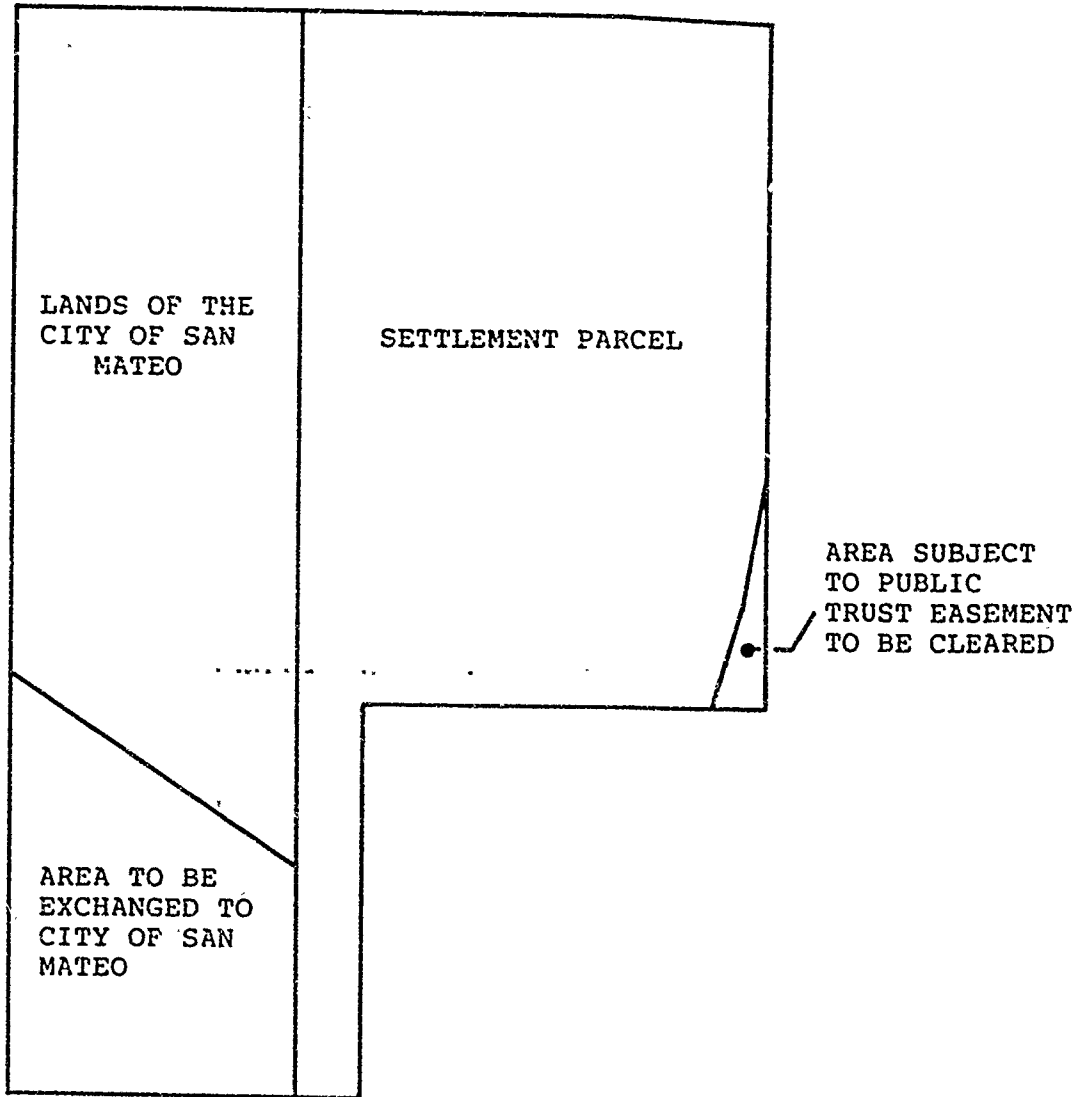 LANDS OF THE
CITY OF SAN
MATEO
SETTLEMENT PARCEL
AREA SUBJECT
TO PUBLIC
TRUST EASEMENT
TO BE CLEARED
AREA TO BE
EXCHANGED TO
CITY OF SAN
MATEO